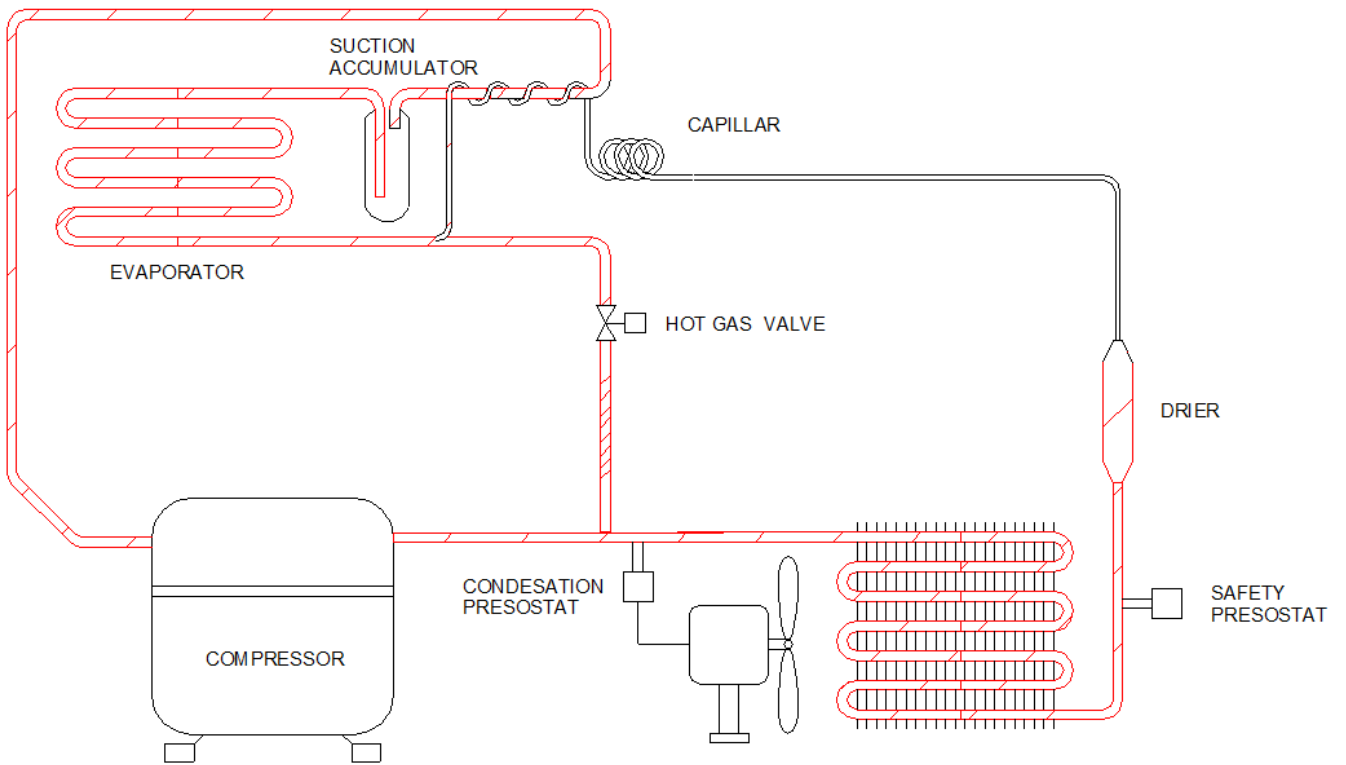 SUCTION
ACCUMULATOR
CAPILLAR
EVAPORATOR
HOT GAS VALVE
DRIER
CONDESATION
PRESOSTAT
SAFETY
PRESOSTAT
COMPRESSOR